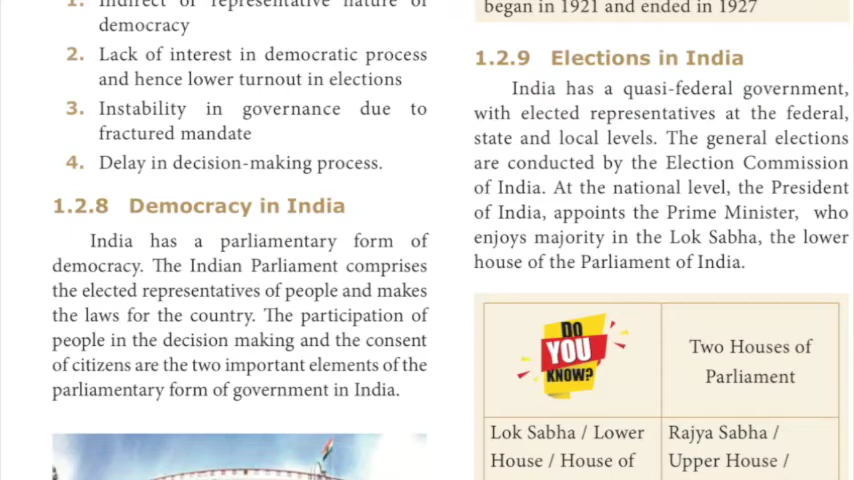 1. Indirect or representative nature of
democracy
2. Lack of interest in democratic process
and hence lower turnout in elections
3. Instability in governance due to
fractured mandate
4. Delay in decision-making process.
1.2.8 Democracy in India
India has a parliamentary form of
democracy. The Indian Parliament comprises
the elected representatives of people and makes
the laws for the country. The participation of
people in the decision making and the consent
of citizens are the two important elements of the
parliamentary form of government in India.
began in 1921 and ended in 1927
1.2.9 Elections in India
India has a quasi-federal government,
with elected representatives at the federal,
state and local levels. The general elections
are conducted by the Election Commission
of India. At the national level, the President
of India, appoints the Prime Minister, who
enjoys majority in the Lok Sabha, the lower
house of the Parliament of India.
DO
YOU
KNOW?
Two Houses of
Parliament
Lok Sabha / Lower
House / House of
Rajya Sabha /
Upper House /